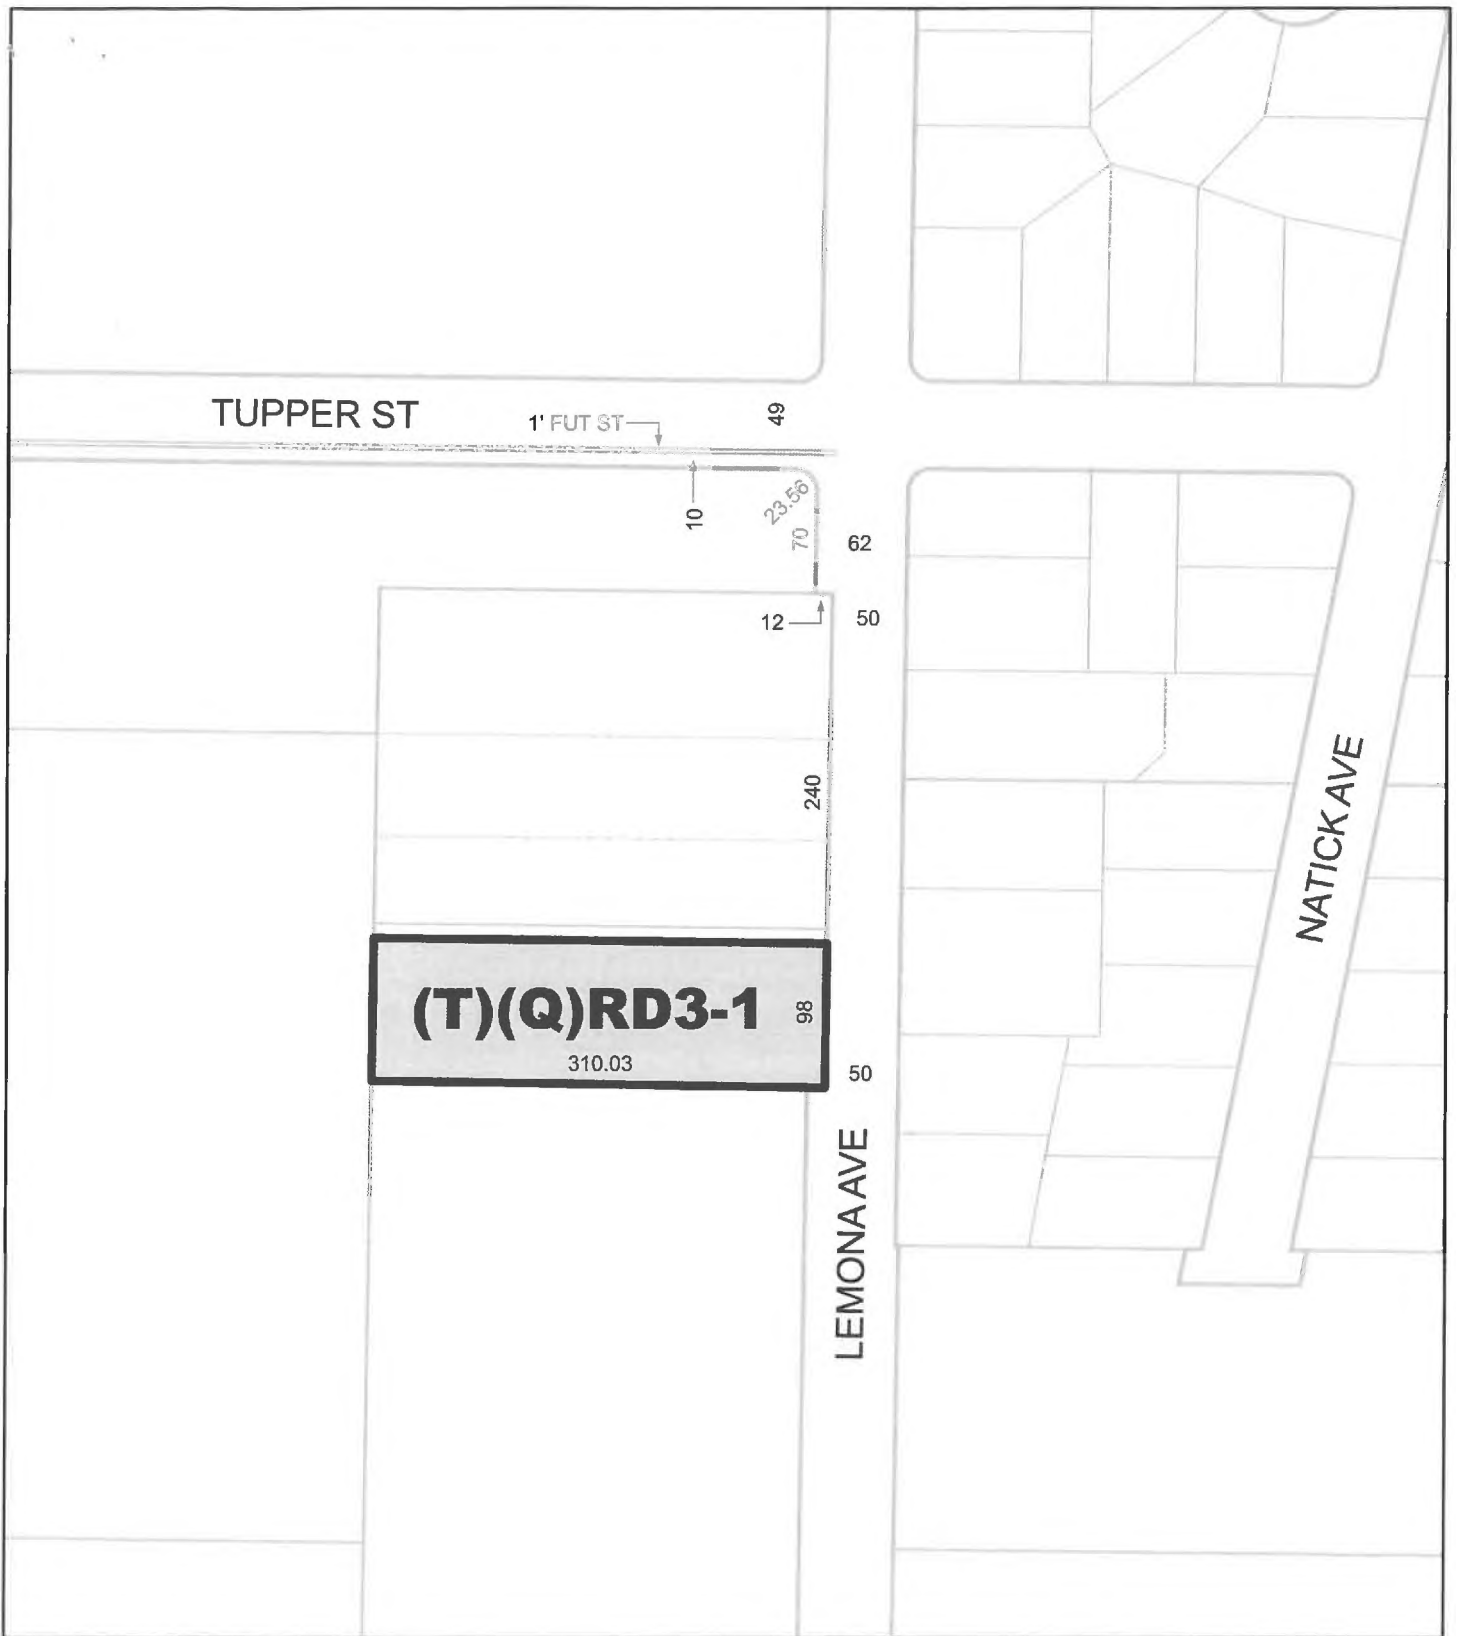 TUPPER ST
1' FUT ST
49
10
23.56
70
62
12
50
240
NATICK AVE
(T)(Q)RD3-1
98
310.03
50
LEMONA AVE